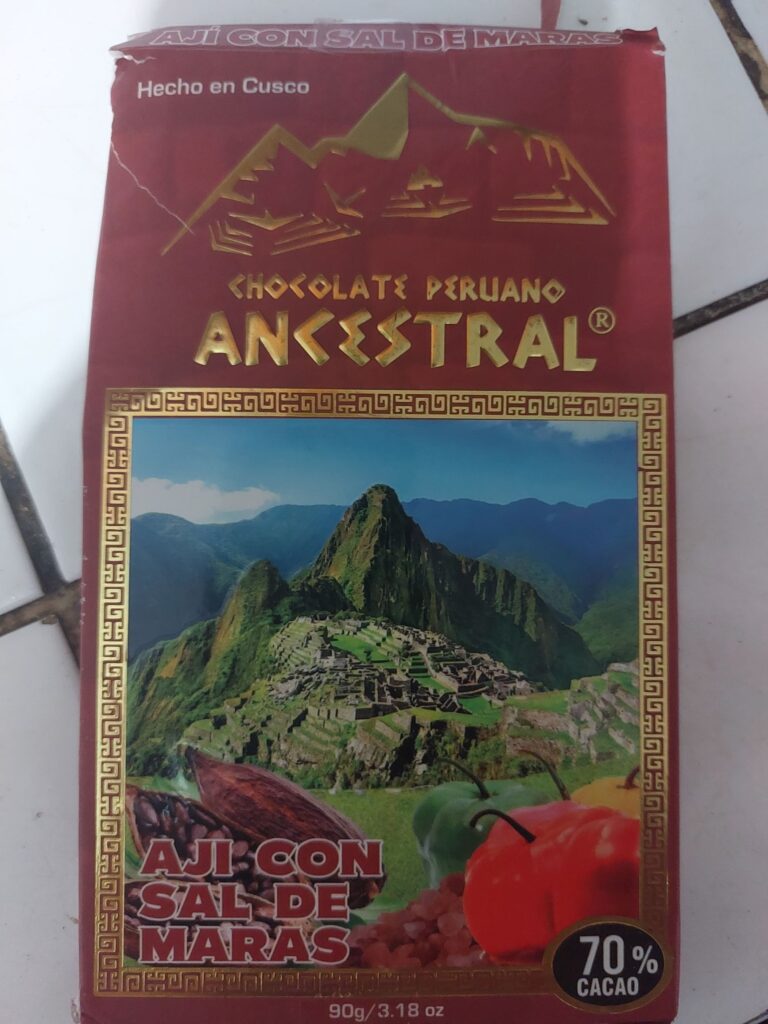 AJÍ CON SAL DE MARAS
Hecho en Cusco
CHOCOLATE PERUANO
ANCESTRAL®
AJI CON
SAL DE
MARAS
70%
CACAO
90g/3.18 oz